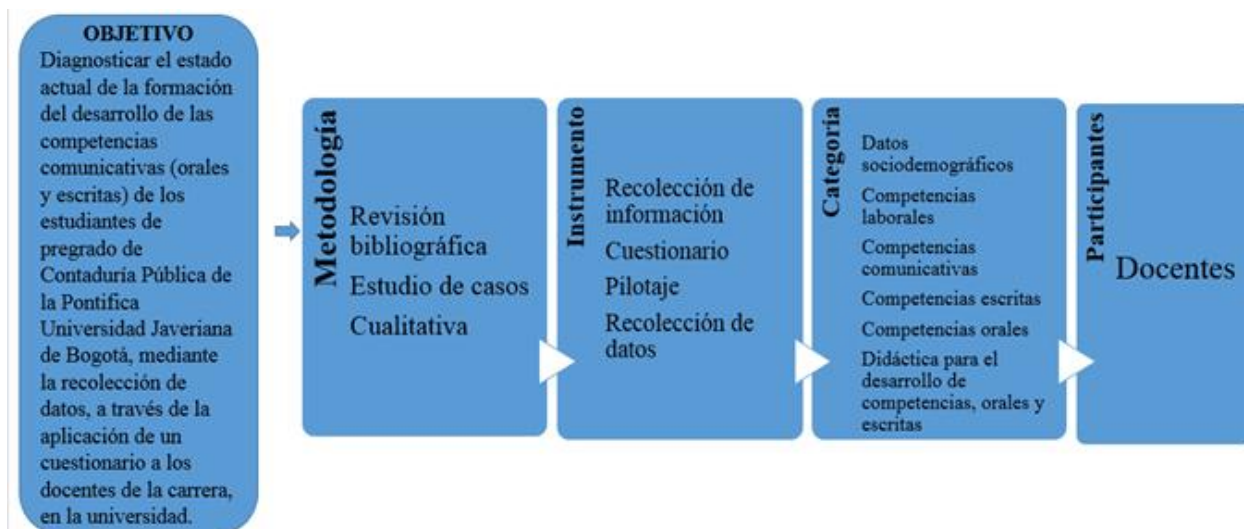 OBJETIVO
Diagnosticar el estado
actual de la formación
del desarrollo de las
competencias
comunicativas (orales
y escritas) de los
estudiantes de
pregrado de
Contaduría Pública de
la Pontifica
Universidad Javeriana
de Bogotá, mediante
la recolección de
datos, a través de la
aplicación de un
cuestionario a los
docentes de la carrera,
en la universidad.
Metodología
Revisión
bibliográfica
Estudio de casos
Cualitativa
Instrumento
Recolección de
información
Cuestionario
Pilotaje
Recolección de
datos
Categoría
Datos
sociodemográficos
Competencias
laborales
Competencias
comunicativas
Competencias escritas
Competencias orales
Didáctica para el
desarrollo de
competencias, orales y
escritas
Participantes
Docentes